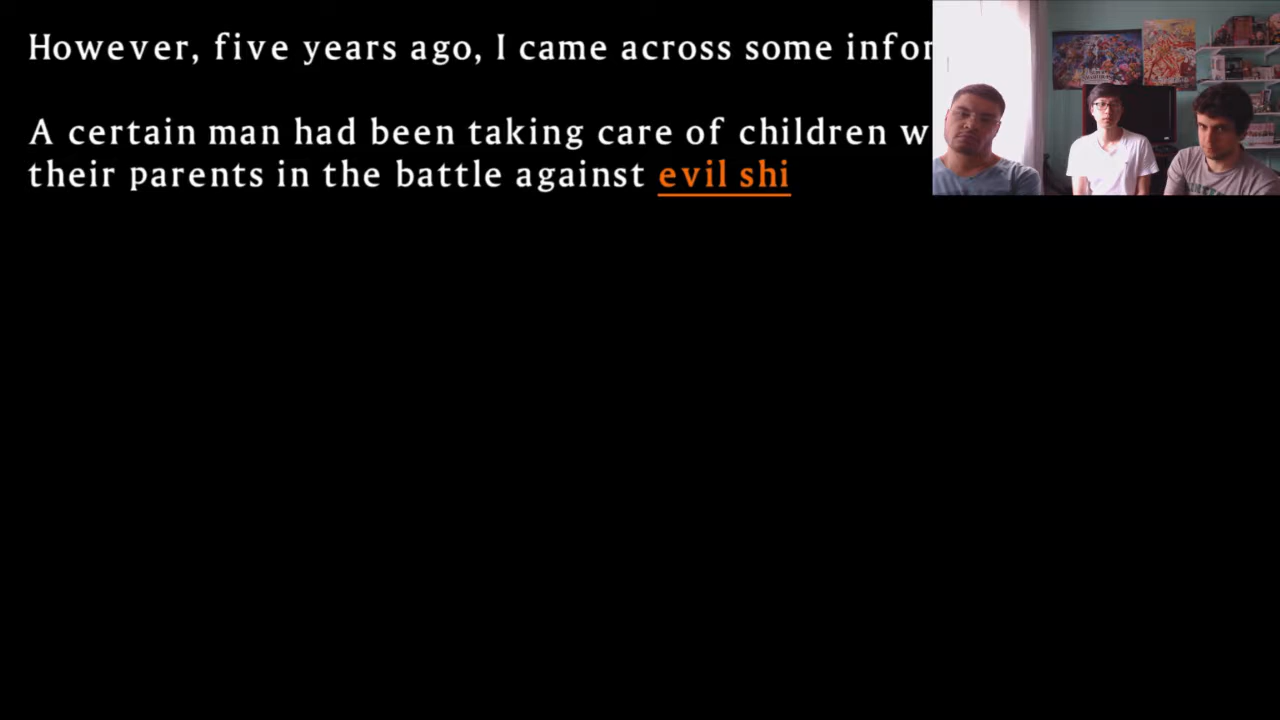 However, five years ago, I came across some infor
A certain man had been taking care of children w
their parents in the battle against evil shi